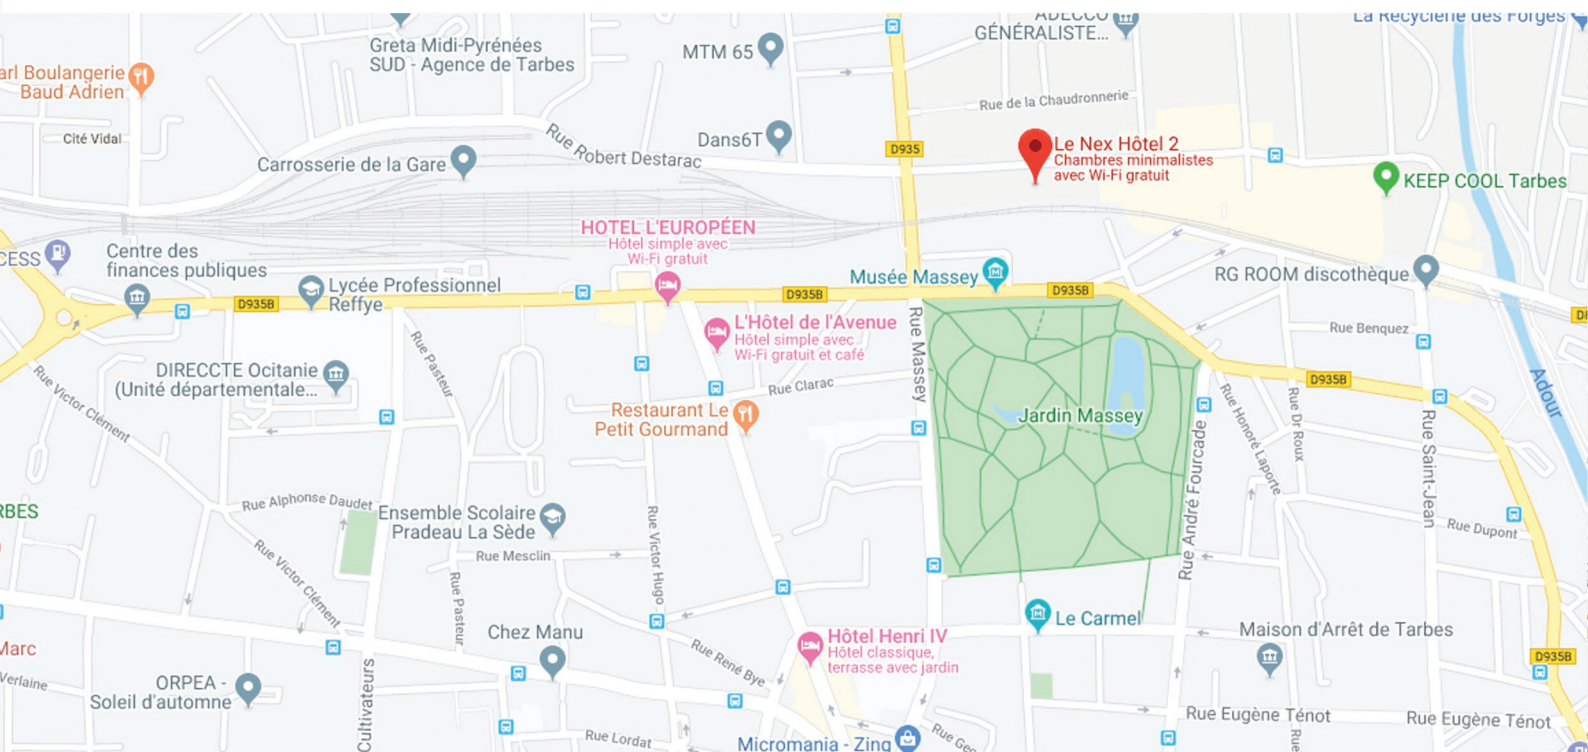 ADECCO
GÉNÉRALISTE...
La Recyclerie des Forges
Greta Midi-Pyrénées
SUD - Agence de Tarbes
MTM 65
arl Boulangerie
Baud Adrien
Rue de la Chaudronnerie
Cité Vidal
Rue Robert Destarac
Dans6T
D935
Le Nex Hôtel 2
Chambres minimalistes
avec Wi-Fi gratuit
Carrosserie de la Gare
KEEP COOL Tarbes
HOTEL L'EUROPÉEN
Hôtel simple avec
Wi-Fi gratuit
CESS
Centre des
finances publiques
Lycée Professionnel
Reffye
Musée Massey
RG ROOM discothèque
D935B
D935B
D935B
L'Hôtel de l'Avenue
Hôtel simple avec
Wi-Fi gratuit et café
Rue Massey
Rue Benquez
Rue Pasteur
DIRECCTE Ocitanie
(Unité départementale...
Rue Clarac
D935B
Adour
Rue Victor Clément
Restaurant Le
Petit Gourmand
Jardin Massey
Rue Honoré Laporte
Rue Dr Roux
Rue Saint-Jean
Rue André Fourcade
RBES
Rue Alphonse Daudet
Ensemble Scolaire
Pradeau La Sède
Rue Dupont
Rue Victor Clément
Rue Mesclin
Rue Victor Hugo
Rue Pasteur
Chez Manu
Hôtel Henri IV
Hôtel classique,
terrasse avec jardin
Le Carmel
Maison d'Arrêt de Tarbes
Marc
Verlaine
Rue René Bye
D935B
ORPEA -
Soleil d'automne
Cultivateurs
Rue Eugène Ténot
Rue Eugène Ténot
Rue Lordat
Micromania - Zing
Rue Geo
Rue